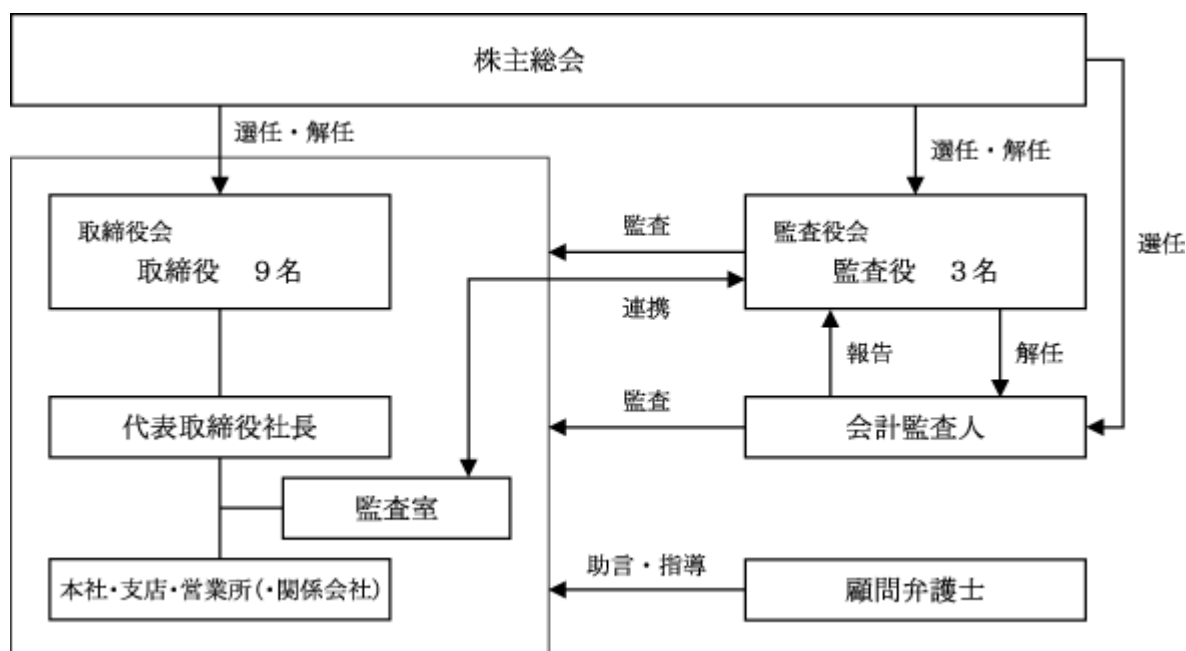 株主総会
選任・解任
選任・解任
取締役会
取締役　９名
監査
監査役会
監査役　３名
選任
連携
報告
解任
代表取締役社長
監査
会計監査人
監査室
本社・支店・営業所(・関係会社)
助言・指導
顧問弁護士